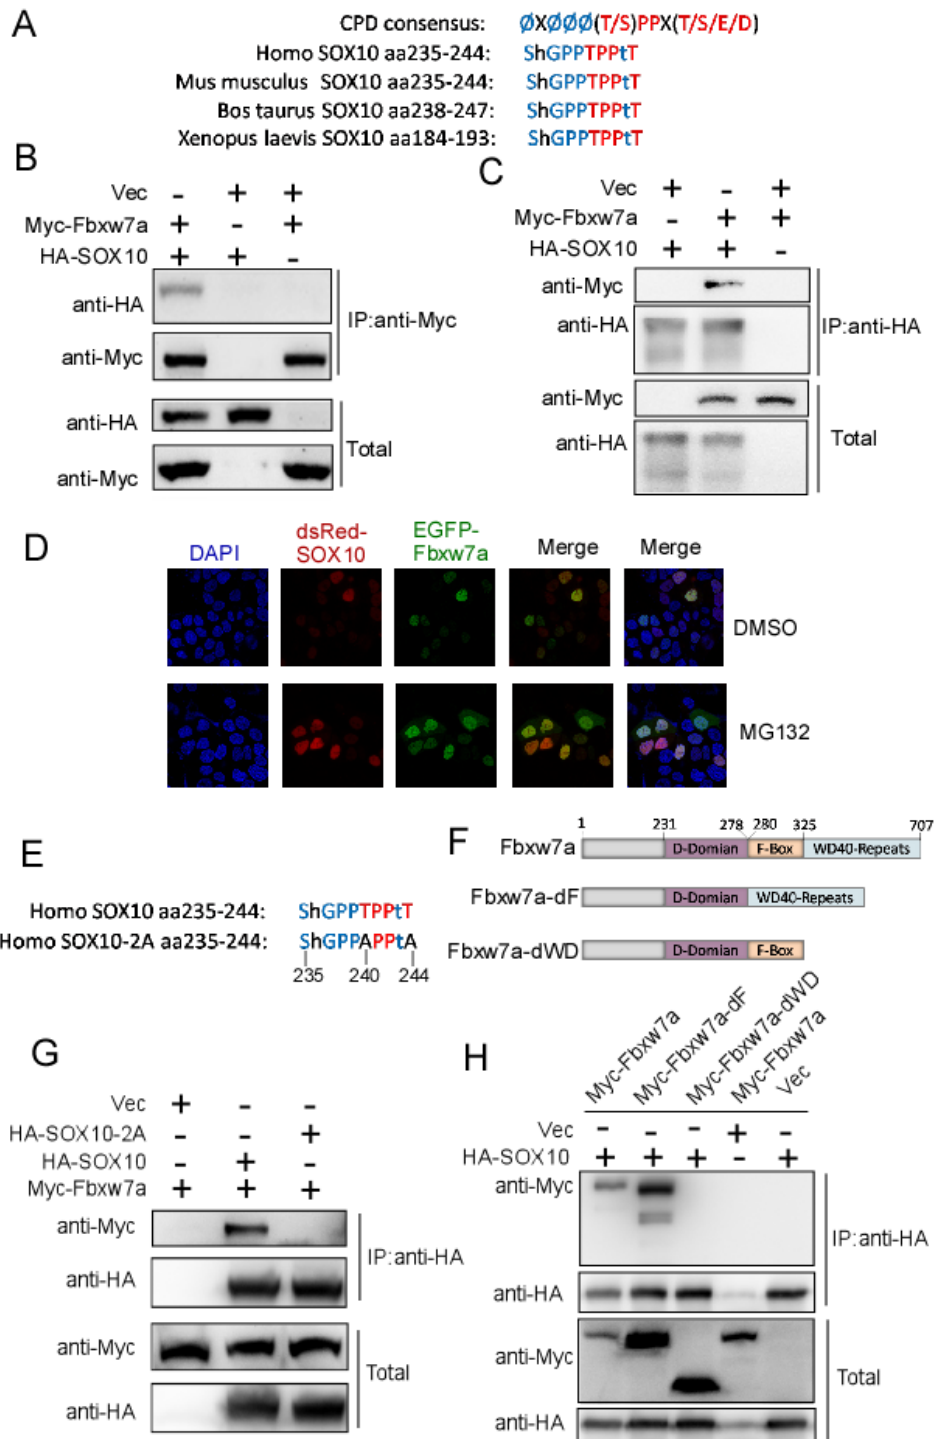 A
CPD consensus: ØXØØØ(T/S)PPX(T/S/E/D)
Homo SOX10 aa235-244: ShGPPTPPtT
Mus musculus SOX10 aa235-244: ShGPPTPPtT
Bos taurus SOX10 aa238-247: ShGPPTPPtT
Xenopus laevis SOX10 aa184-193: ShGPPTPPtT
B
Vec - + +
Myc-Fbxw7a + - +
HA-SOX10 + + -
anti-HA
IP:anti-Myc
anti-Myc
anti-HA
Total
anti-Myc
C
Vec + - +
Myc-Fbxw7a - + +
HA-SOX10 + + -
anti-Myc
anti-HA IP:anti-HA
anti-Myc
anti-HA Total
D
DAPI dsRed-SOX10 EGFP-Fbxw7a Merge Merge
DMSO
MG132
E
Homo SOX10 aa235-244: ShGPPTPPtT
Homo SOX10-2A aa235-244: ShGPPAPPtA
235 240 244
F
1 231 278 280 325 707
Fbxw7a D-Domian F-Box WD40-Repeats
Fbxw7a-dF D-Domian WD40-Repeats
Fbxw7a-dWD D-Domian F-Box
G
Vec + - -
HA-SOX10-2A - - +
HA-SOX10 - + -
Myc-Fbxw7a + + +
anti-Myc
IP:anti-HA
anti-HA
anti-Myc
Total
anti-HA
H
Myc-Fbxw7a Myc-Fbxw7a-dF Myc-Fbxw7a-dWD Myc-Fbxw7a Vec
Vec - - - + -
HA-SOX10 + + + - +
anti-Myc
IP:anti-HA
anti-HA
anti-Myc
Total
anti-HA